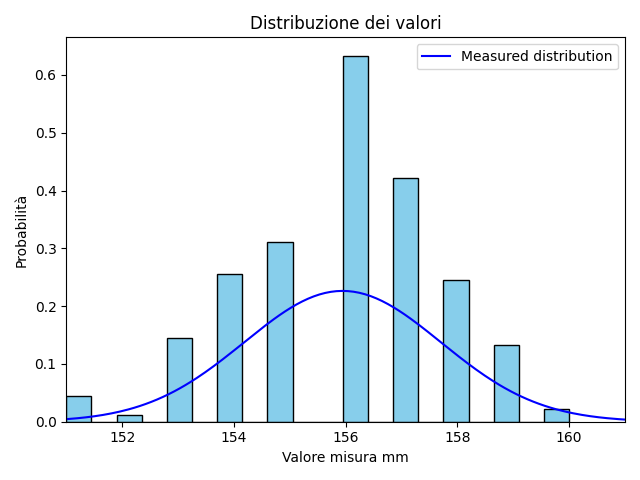 Distribuzione dei valori
Measured distribution
Probabilità
0.6
0.5
0.4
0.3
0.2
0.1
0.0
152 154 156 158 160
Valore misura mm